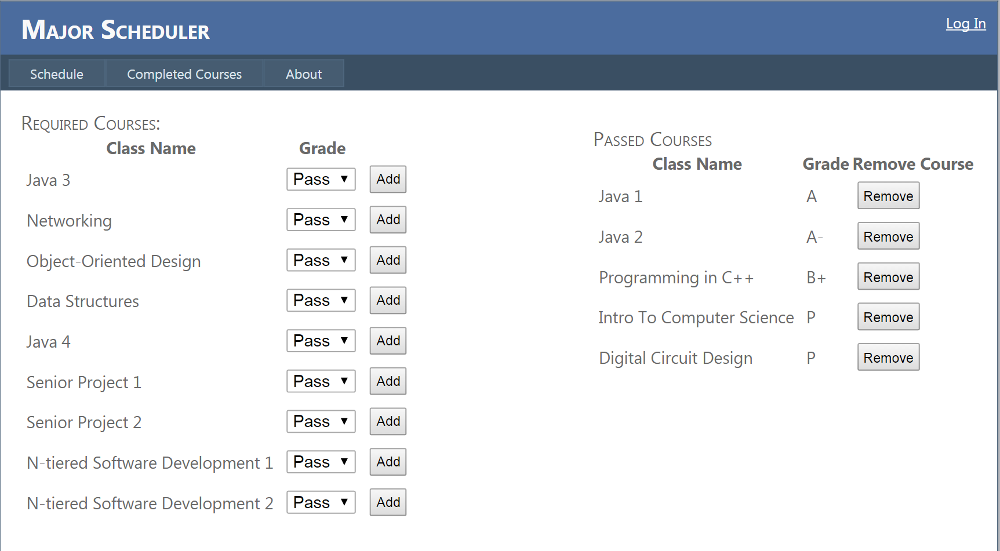 Major Scheduler
Log In
Schedule Completed Courses About
Required Courses:
Class Name Grade
Java 3 Pass Add
Networking Pass Add
Object-Oriented Design Pass Add
Data Structures Pass Add
Java 4 Pass Add
Senior Project 1 Pass Add
Senior Project 2 Pass Add
N-tiered Software Development 1 Pass Add
N-tiered Software Development 2 Pass Add
Passed Courses
Class Name Grade Remove Course
Java 1 A Remove
Java 2 A- Remove
Programming in C++ B+ Remove
Intro To Computer Science P Remove
Digital Circuit Design P Remove